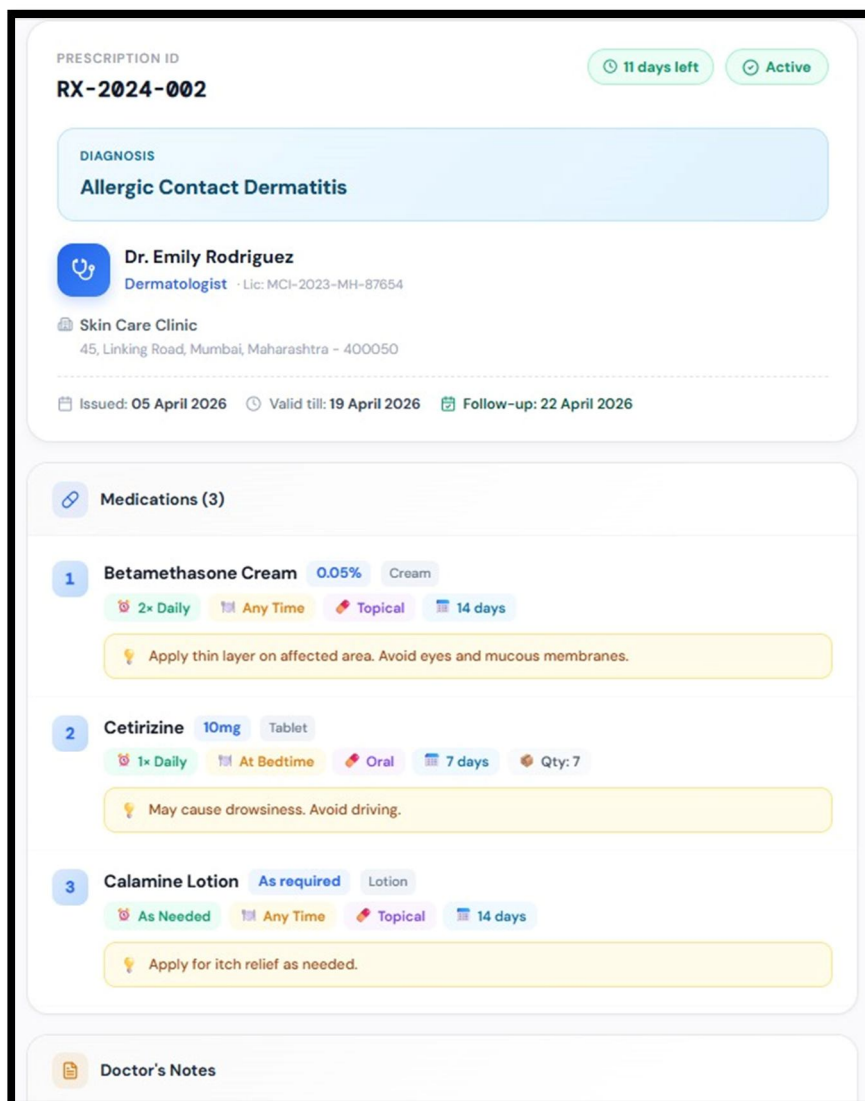 PRESCRIPTION ID
RX-2024-002
11 days left
Active
DIAGNOSIS
Allergic Contact Dermatitis
Dr. Emily Rodriguez
Dermatologist · Lic: MCI-2023-MH-87654
Skin Care Clinic
45, Linking Road, Mumbai, Maharashtra - 400050
Issued: 05 April 2026 Valid till: 19 April 2026 Follow-up: 22 April 2026
Medications (3)
1 Betamethasone Cream 0.05% Cream
2× Daily Any Time Topical 14 days
Apply thin layer on affected area. Avoid eyes and mucous membranes.
2 Cetirizine 10mg Tablet
1× Daily At Bedtime Oral 7 days Qty: 7
May cause drowsiness. Avoid driving.
3 Calamine Lotion As required Lotion
As Needed Any Time Topical 14 days
Apply for itch relief as needed.
Doctor's Notes